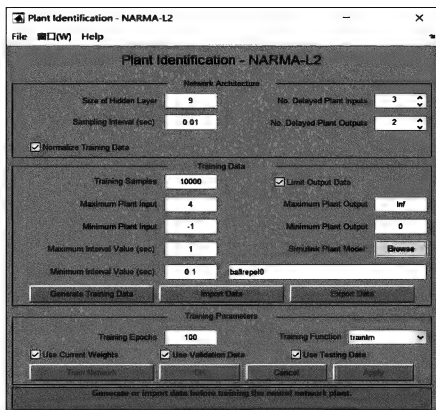 Plant Identification - NARMA-L2
File 窗口(W) Help
Plant Identification - NARMA-L2
Network Architecture
Size of Hidden Layer 9 No. Delayed Plant Inputs 3
Sampling Interval (sec) 0.01 No. Delayed Plant Outputs 2
Normalize Training Data
Training Data
Training Samples 10000 Limit Output Data
Maximum Plant Input 4 Maximum Plant Output Inf
Minimum Plant Input -1 Minimum Plant Output 0
Maximum Interval Value (sec) 1 Simulink Plant Model: Browse
Minimum Interval Value (sec) 0.1 ballrepel0
Generate Training Data Import Data Export Data
Training Parameters
Training Epochs 100 Training Function trainlm
Use Current Weights Use Validation Data Use Testing Data
Train Network OK Cancel Apply
Generate or import data before training the neural network plant.